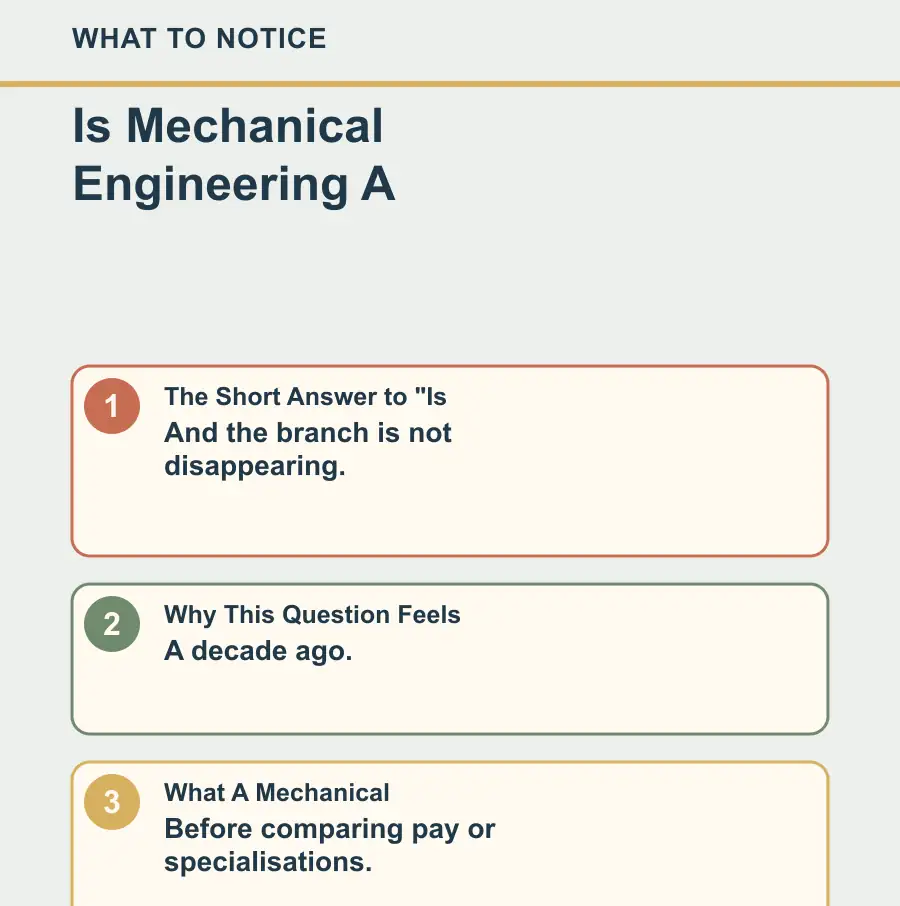 WHAT TO NOTICE
Is Mechanical
Engineering A
1
The Short Answer to "Is
And the branch is not
disappearing.
2
Why This Question Feels
A decade ago.
3
What A Mechanical
Before comparing pay or
specialisations.